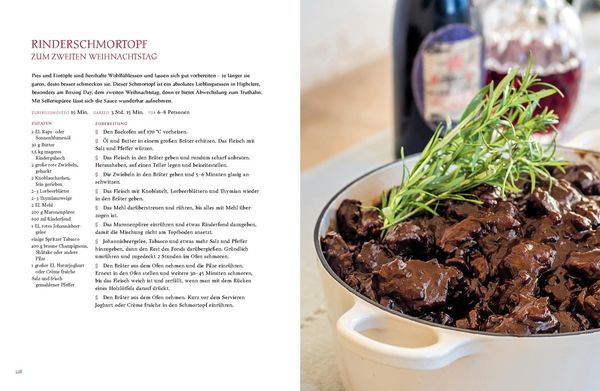 RINDERSCHMORTOPF
ZUM ZWEITEN WEIHNACHTSTAG
Pies und Eintöpfe sind herzhafte Wohlfühlessen und lassen sich gut vorbereiten – je länger sie
garen, desto besser schmecken sie. Dieser Schmortopf ist ein absolutes Lieblingsessen in Highclere,
besonders am Boxing Day, dem zweiten Weihnachtstag, denn er bietet Abwechslung zum Truthahn.
Mit Selleriepüree lässt sich die Sauce wunderbar aufnehmen.
ZUBEREITUNGSZEIT 15 Min. GARZEIT 3 Std. 15 Min. FÜR 6–8 Personen
ZUTATEN
2 EL Raps- oder
Sonnenblumenöl
30 g Butter
1,5 kg mageres
Rindergulasch
2 große rote Zwiebeln,
gehackt
2 Knoblauchzehen,
fein gerieben
2–3 Lorbeerblätter
2–3 Thymianzweige
2 EL Mehl
200 g Maronenpüree
600 ml Rinderfond
1 EL rotes Johannisbeer-
gelee
einige Spritzer Tabasco
400 g braune Champignons,
Shiitake oder andere
Pilze
1 großer EL Naturjoghurt
oder Crème fraîche
Salz und frisch
gemahlener Pfeffer
ZUBEREITUNG
§ Den Backofen auf 170 °C vorheizen.
§ Öl und Butter in einem großen Bräter erhitzen. Das Fleisch mit
Salz und Pfeffer würzen.
§ Das Fleisch in den Bräter geben und rundum scharf anbraten.
Herausheben, auf einen Teller legen und beiseitestellen.
§ Die Zwiebeln in den Bräter geben und 5–6 Minuten glasig an-
schwitzen.
§ Das Fleisch mit Knoblauch, Lorbeerblättern und Thymian wieder
in den Bräter geben.
§ Das Mehl darüberstreuen und rühren, bis alles mit Mehl über-
zogen ist.
§ Das Maronenpüree einrühren und etwas Rinderfond dazugeben,
damit die Mischung nicht am Topfboden ansetzt.
§ Johannisbeergelee, Tabasco und etwas mehr Salz und Pfeffer
hinzugeben, dann den Rest des Fonds darübergießen. Gründlich
umrühren und zugedeckt 2 Stunden im Ofen schmoren.
§ Den Bräter aus dem Ofen nehmen und die Pilze einrühren.
Erneut in den Ofen stellen und weitere 30–45 Minuten schmoren,
bis das Fleisch weich ist und zerfällt, wenn man mit dem Rücken
eines Holzlöffels darauf drückt.
§ Den Bräter aus dem Ofen nehmen. Kurz vor dem Servieren
Joghurt oder Crème fraîche in den Schmortopf einrühren.